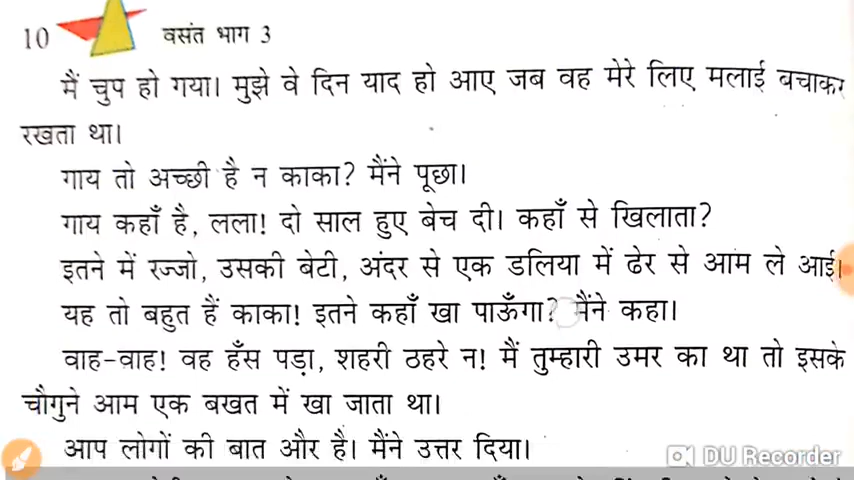 10 वसंत भाग 3
मैं चुप हो गया। मुझे वे दिन याद हो आए जब वह मेरे लिए मलाई बचाकर
रखता था।
गाय तो अच्छी है न काका? मैंने पूछा।
गाय कहाँ है, लला! दो साल हुए बेच दी। कहाँ से खिलाता?
इतने में रज्जो, उसकी बेटी, अंदर से एक डलिया में ढेर से आम ले आई।
यह तो बहुत हैं काका! इतने कहाँ खा पाऊँगा? मैंने कहा।
वाह-वाह! वह हँस पड़ा, शहरी ठहरे न! मैं तुम्हारी उमर का था तो इसके
चौगुने आम एक बखत में खा जाता था।
आप लोगों की बात और है। मैंने उत्तर दिया।
DU Recorder